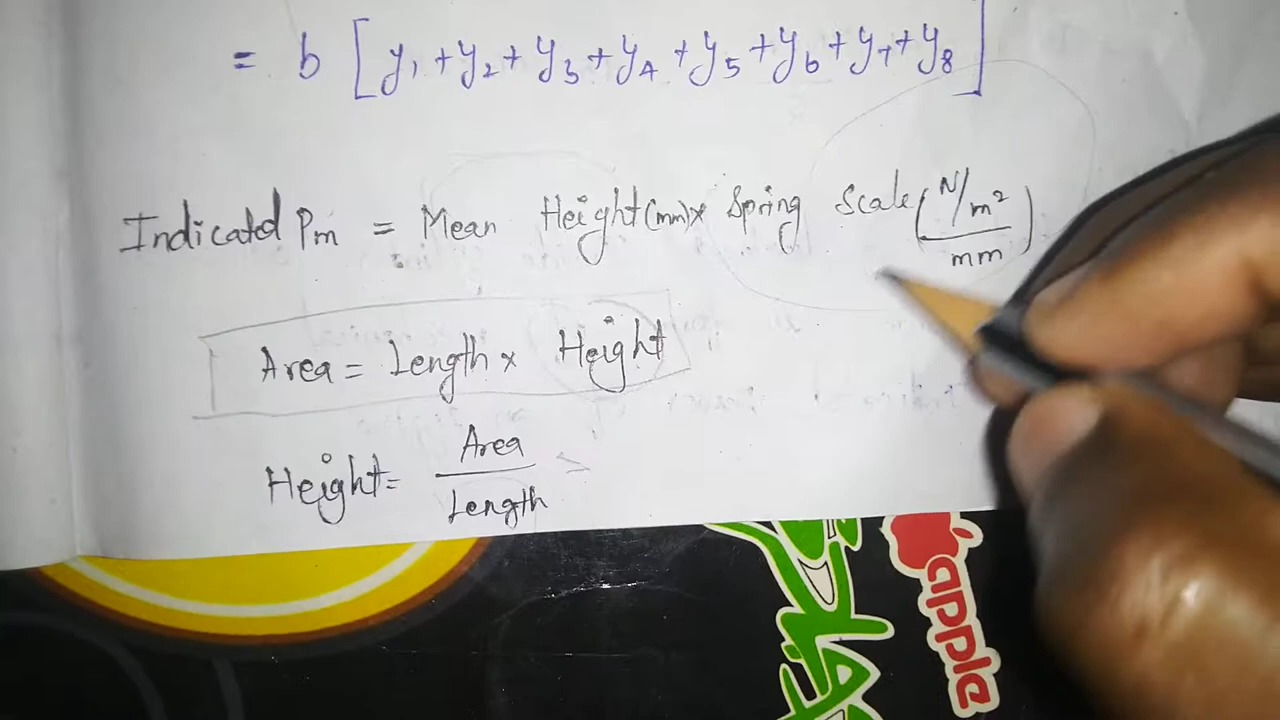 = b [y₁ + y₂ + y₃ + y₄ + y₅ + y₆ + y₇ + y₈]
Indicated Pm = Mean Height(mm) x Spring Scale (N/m² / mm)
Area = Length x Height
Height = Area / Length =
apple